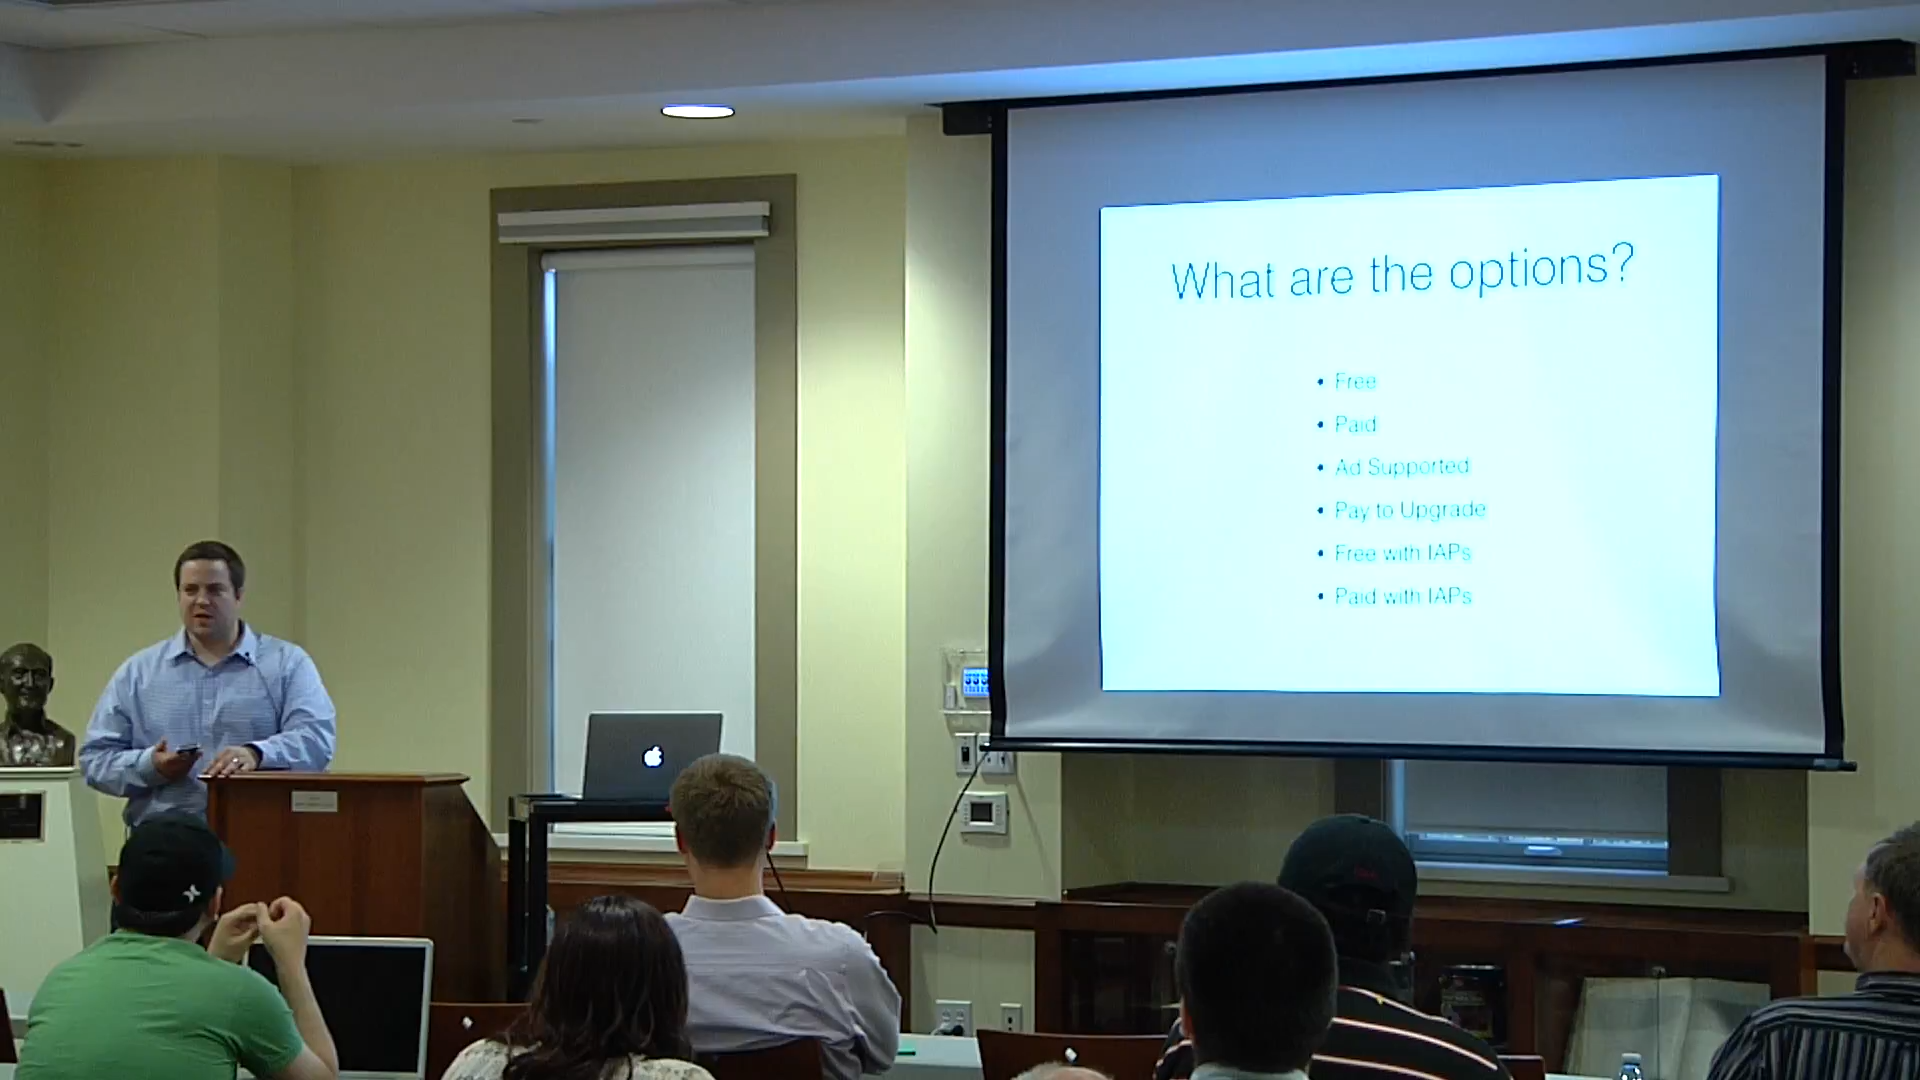 What are the options?
• Free
• Paid
• Ad Supported
• Pay to Upgrade
• Free with IAPs
• Paid with IAPs